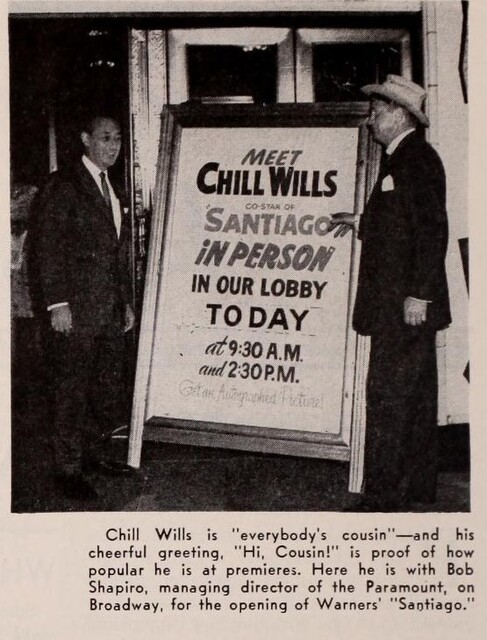 MEET
CHILL WILLS
CO-STAR OF
"SANTIAGO"
IN PERSON
IN OUR LOBBY
TODAY
at 9:30 A.M.
and 2:30 P.M.
Get an Autographed Picture!
Chill Wills is "everybody's cousin"—and his
cheerful greeting, "Hi, Cousin!" is proof of how
popular he is at premieres. Here he is with Bob
Shapiro, managing director of the Paramount, on
Broadway, for the opening of Warners' "Santiago."